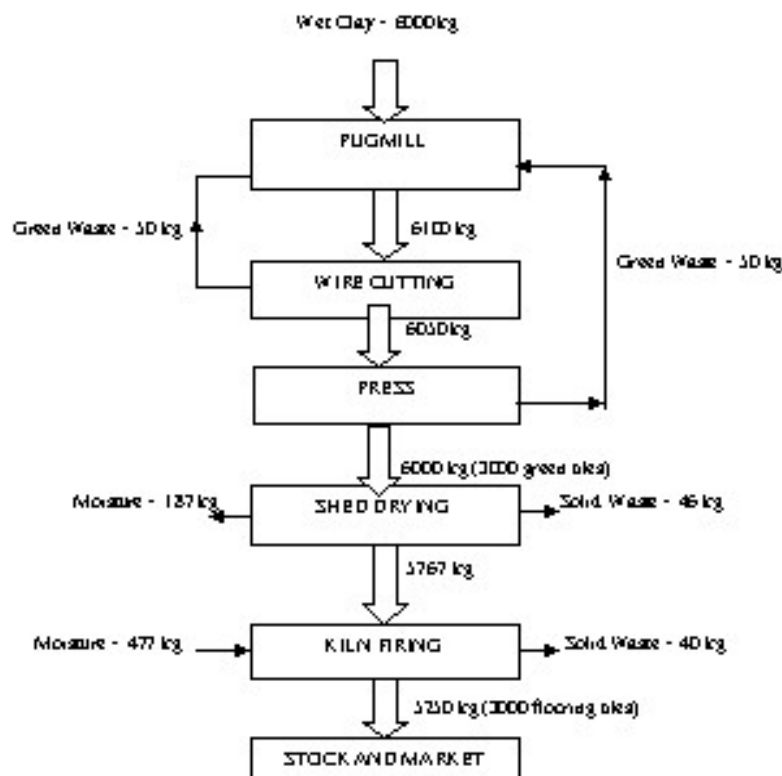 Wet Clay - 6000 kg
PUGMILL
Green Waste - 50 kg
6100 kg
Green Waste - 50 kg
WIRE CUTTING
6050 kg
PRESS
6000 kg (3000 green tiles)
Moisture - 187 kg
SHED DRYING
Solid Waste - 46 kg
5767 kg
Moisture - 477 kg
KILN FIRING
Solid Waste - 40 kg
5250 kg (3000 flooring tiles)
STOCK AND MARKET